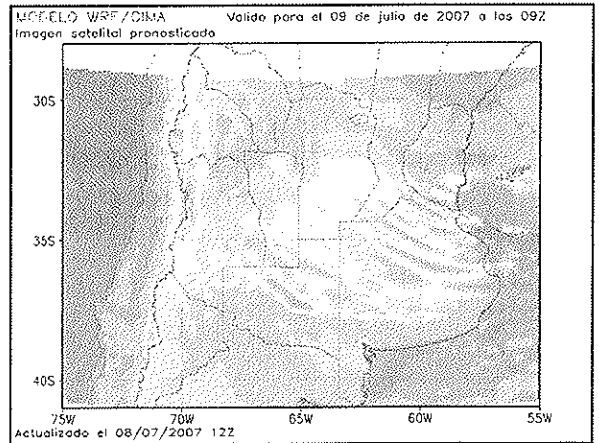 MODELO WRF/CIMA Valido para el 09 de julio de 2007 a las 09Z
Imagen satelital pronosticada
30S
35S
40S
75W 70W 65W 60W 55W
Actualizado el 08/07/2007 12Z